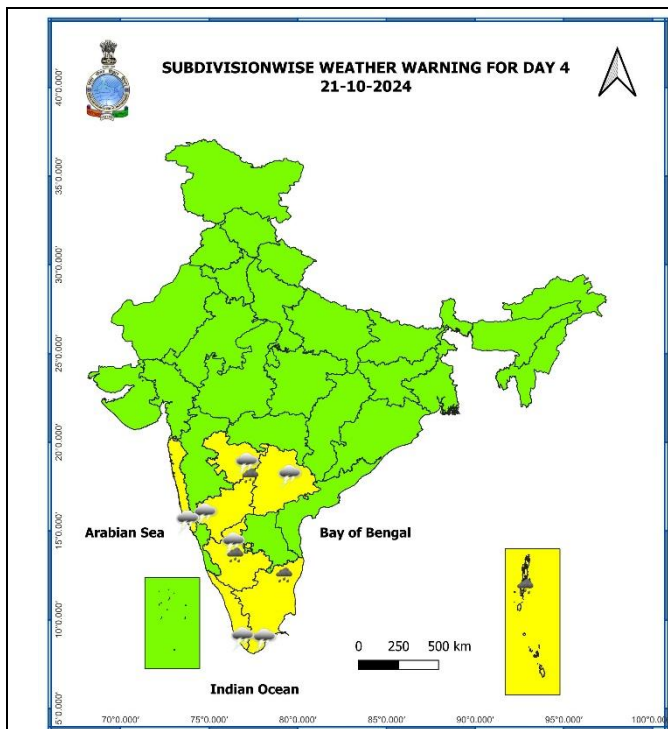 SUBDIVISIONWISE WEATHER WARNING FOR DAY 4
21-10-2024
40°0.000'
35°0.000'
30°0.000'
25°0.000'
20°0.000'
15°0.000'
10°0.000'
5°0.000'
Arabian Sea
Bay of Bengal
0 250 500 km
Indian Ocean
70°0.000' 75°0.000' 80°0.000' 85°0.000' 90°0.000' 95°0.000' 100°0.000'